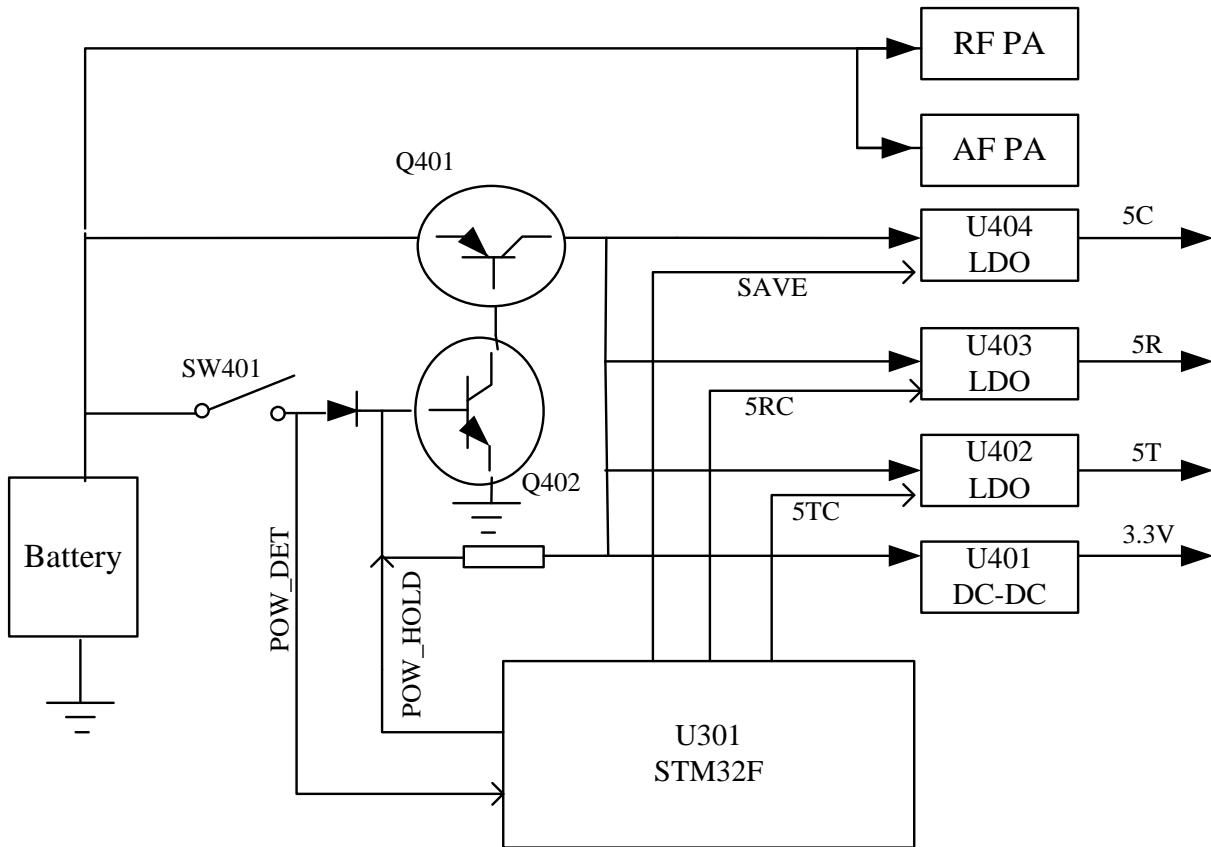 RF PA
AF PA
Q401
U404
LDO
5C
SAVE
U403
LDO
5R
SW401
5RC
U402
LDO
5T
Q402
5TC
Battery
POW_DET
POW_HOLD
U401
DC-DC
3.3V
U301
STM32F